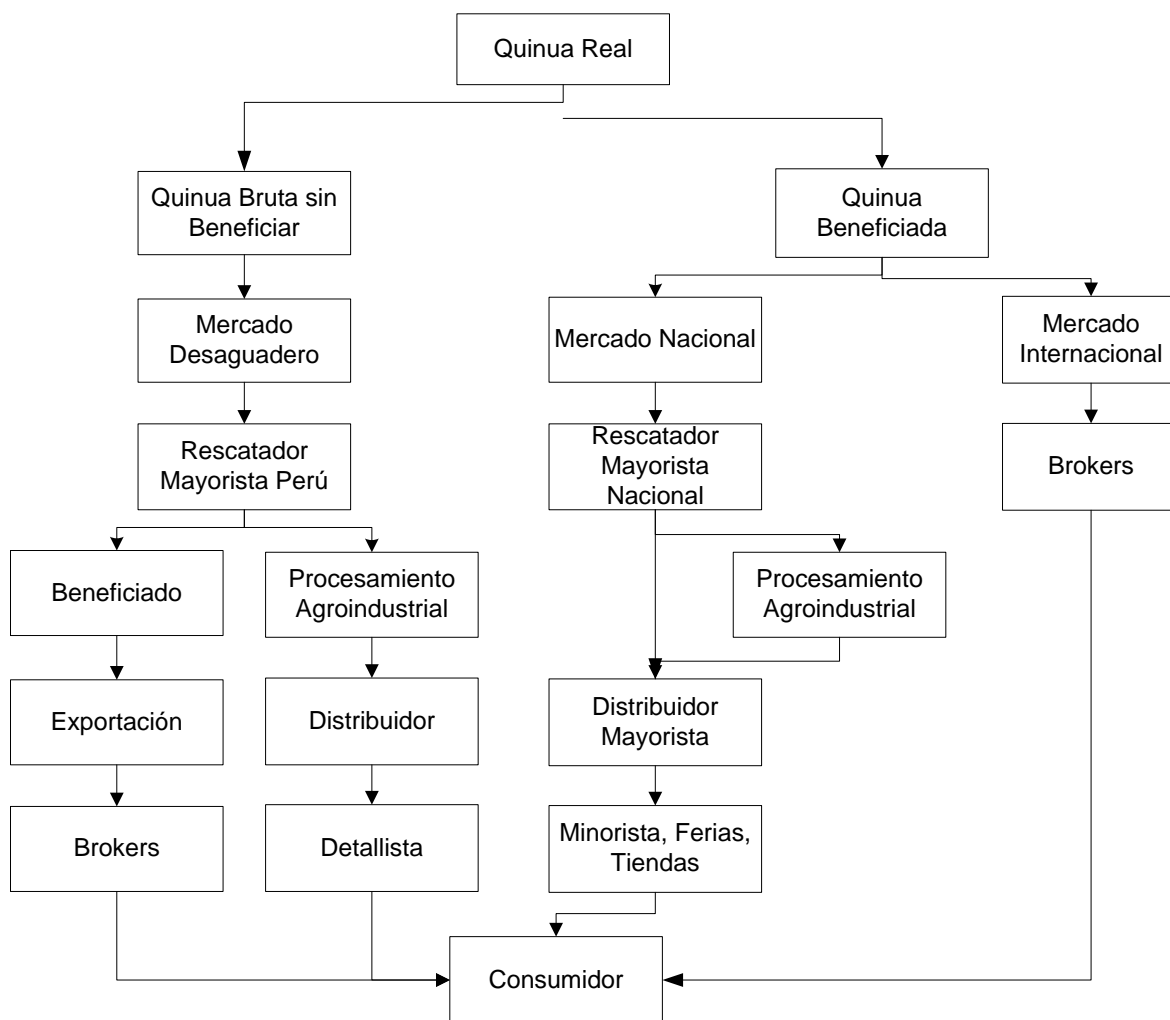 Quinua Real
Quinua Bruta sin
Beneficiar
Quinua
Beneficiada
Mercado
Desaguadero
Mercado Nacional
Mercado
Internacional
Rescatador
Mayorista Perú
Rescatador
Mayorista
Nacional
Brokers
Beneficiado
Procesamiento
Agroindustrial
Procesamiento
Agroindustrial
Exportación
Distribuidor
Distribuidor
Mayorista
Brokers
Detallista
Minorista, Ferias,
Tiendas
Consumidor